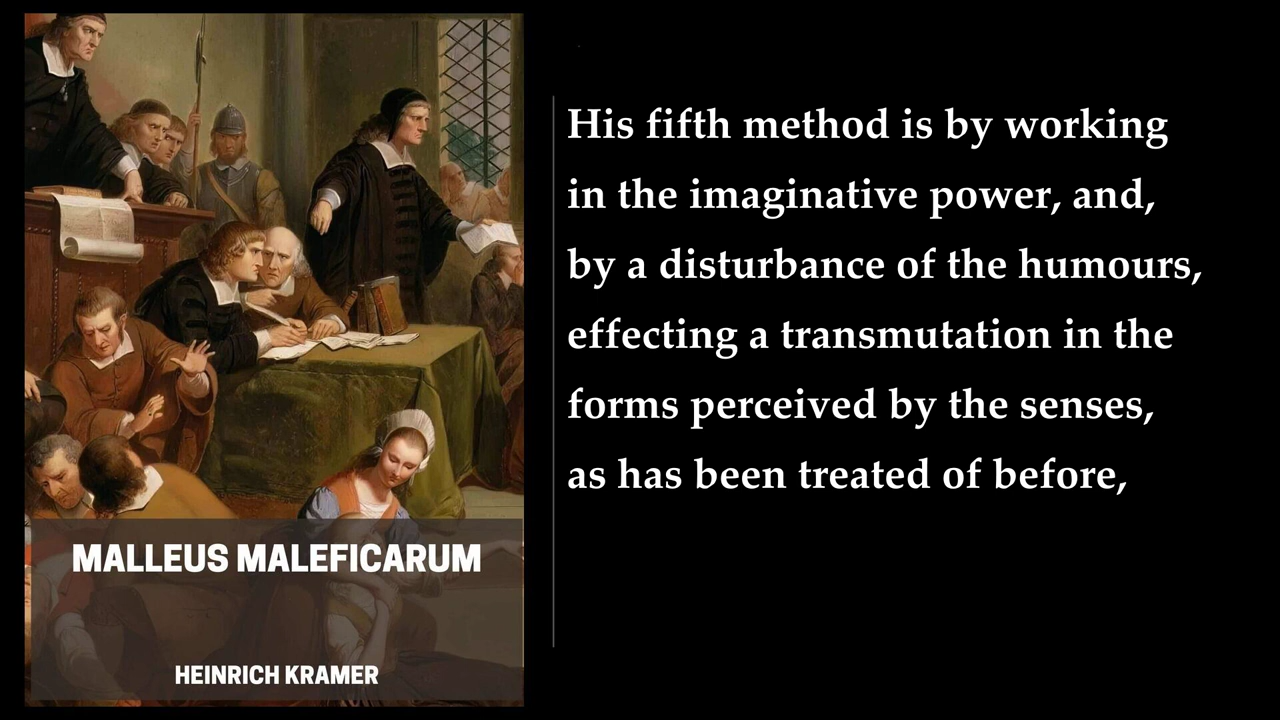 His fifth method is by working
in the imaginative power, and,
by a disturbance of the humours,
effecting a transmutation in the
forms perceived by the senses,
as has been treated of before,
MALLEUS MALEFICARUM
HEINRICH KRAMER